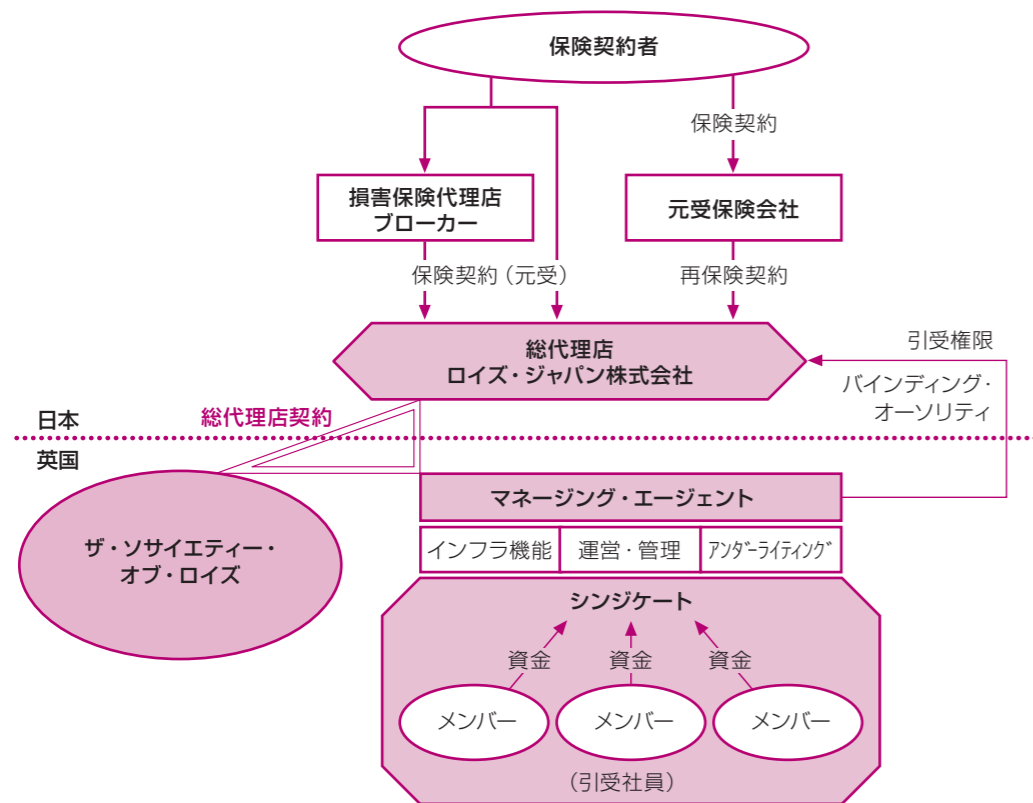 保険契約者
保険契約
損害保険代理店
ブローカー
元受保険会社
保険契約（元受）
再保険契約
総代理店
ロイズ・ジャパン株式会社
引受権限
バインディング・
オーソリティ
日本
総代理店契約
英国
ザ・ソサイエティー・
オブ・ロイズ
マネージング・エージェント
インフラ機能
運営・管理
ｱﾝﾀﾞｰﾗｲﾃｨﾝｸﾞ
シンジケート
資金
資金
資金
メンバー
メンバー
メンバー
（引受社員）